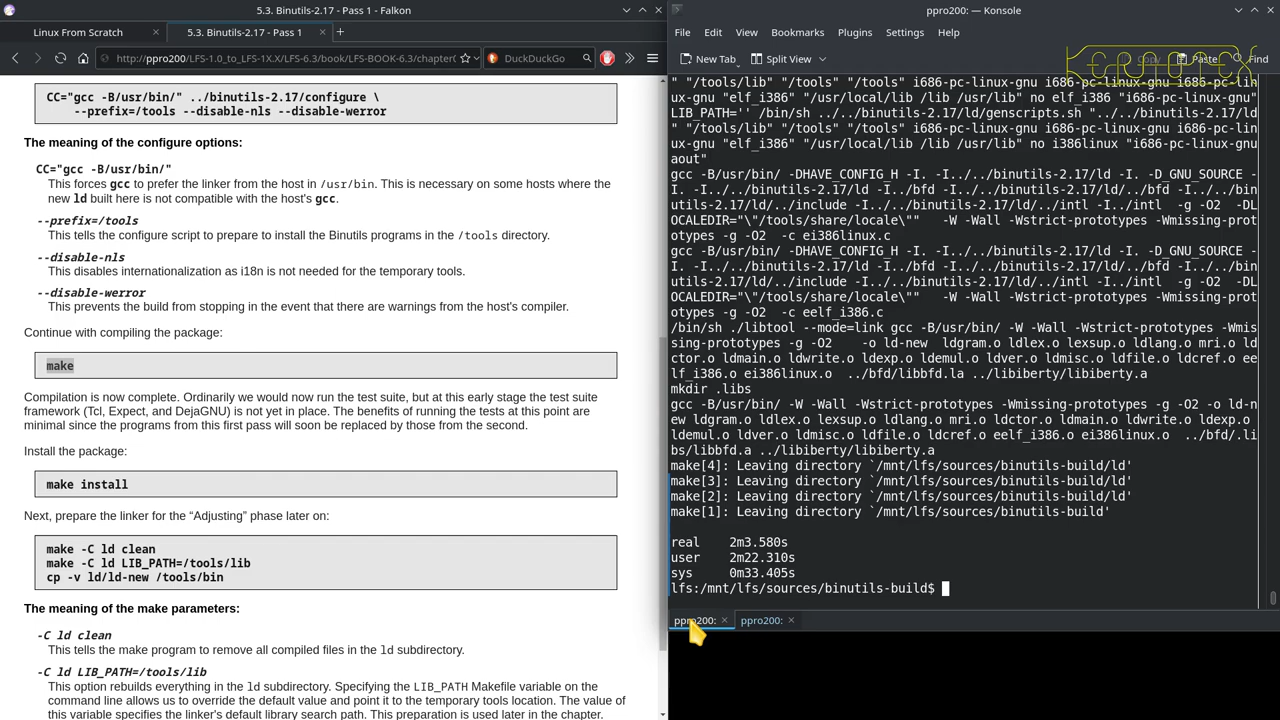 5.3. Binutils-2.17 - Pass 1 - Falkon
Linux From Scratch
5.3. Binutils-2.17 - Pass 1
http://ppro200/LFS-1.0_to_LFS-1X.X/LFS-6.3/book/LFS-BOOK-6.3/chapter(
DuckDuckGo
CC="gcc -B/usr/bin/" ../binutils-2.17/configure \
--prefix=/tools --disable-nls --disable-werror
The meaning of the configure options:
CC="gcc -B/usr/bin/"
This forces gcc to prefer the linker from the host in /usr/bin. This is necessary on some hosts where the
new ld built here is not compatible with the host's gcc.
--prefix=/tools
This tells the configure script to prepare to install the Binutils programs in the /tools directory.
--disable-nls
This disables internationalization as i18n is not needed for the temporary tools.
--disable-werror
This prevents the build from stopping in the event that there are warnings from the host's compiler.
Continue with compiling the package:
make
Compilation is now complete. Ordinarily we would now run the test suite, but at this early stage the test suite
framework (Tcl, Expect, and DejaGNU) is not yet in place. The benefits of running the tests at this point are
minimal since the programs from this first pass will soon be replaced by those from the second.
Install the package:
make install
Next, prepare the linker for the “Adjusting” phase later on:
make -C ld clean
make -C ld LIB_PATH=/tools/lib
cp -v ld/ld-new /tools/bin
The meaning of the make parameters:
-C ld clean
This tells the make program to remove all compiled files in the ld subdirectory.
-C ld LIB_PATH=/tools/lib
This option rebuilds everything in the ld subdirectory. Specifying the LIB_PATH Makefile variable on the
command line allows us to override the default value and point it to the temporary tools location. The value of
this variable specifies the linker's default library search path. This preparation is used later in the chapter.
ppro200: — Konsole
File Edit View Bookmarks Plugins Settings Help
New Tab Split View Copy Paste Find
" "/tools/lib" "/tools" "/tools" i686-pc-linux-gnu i686-pc-linux-gnu i686-pc-lin
ux-gnu "elf_i386" "/usr/local/lib /lib /usr/lib" no elf_i386 "i686-pc-linux-gnu"
LIB_PATH='' /bin/sh ../../binutils-2.17/ld/genscripts.sh "../../binutils-2.17/ld
" "/tools/lib" "/tools" "/tools" i686-pc-linux-gnu i686-pc-linux-gnu i686-pc-lin
ux-gnu "elf_i386" "/usr/local/lib /lib /usr/lib" no i386linux "i686-pc-linux-gnu
aout"
gcc -B/usr/bin/ -DHAVE_CONFIG_H -I. -I../../binutils-2.17/ld -I. -D_GNU_SOURCE -
I. -I../../binutils-2.17/ld -I../bfd -I../../binutils-2.17/ld/../bfd -I../../bin
utils-2.17/ld/../include -I../../binutils-2.17/ld/../intl -I../intl  -g -O2 -DL
OCALEDIR="\"/tools/share/locale\""   -W -Wall -Wstrict-prototypes -Wmissing-prot
otypes -g -O2  -c ei386linux.c
gcc -B/usr/bin/ -DHAVE_CONFIG_H -I. -I../../binutils-2.17/ld -I. -D_GNU_SOURCE -
I. -I../../binutils-2.17/ld -I../bfd -I../../binutils-2.17/ld/../bfd -I../../bin
utils-2.17/ld/../include -I../../binutils-2.17/ld/../intl -I../intl  -g -O2 -DL
OCALEDIR="\"/tools/share/locale\""   -W -Wall -Wstrict-prototypes -Wmissing-prot
otypes -g -O2  -c eelf_i386.c
/bin/sh ./libtool --mode=link gcc -B/usr/bin/ -W -Wall -Wstrict-prototypes -Wmis
sing-prototypes -g -O2   -o ld-new  ldgram.o ldlex.o lexsup.o ldlang.o mri.o ld
ctor.o ldmain.o ldwrite.o ldexp.o ldemul.o ldver.o ldmisc.o ldfile.o ldcref.o ee
lf_i386.o ei386linux.o  ../bfd/libbfd.la ../libiberty/libiberty.a
mkdir .libs
gcc -B/usr/bin/ -W -Wall -Wstrict-prototypes -Wmissing-prototypes -g -O2 -o ld-n
ew ldgram.o ldlex.o lexsup.o ldlang.o mri.o ldctor.o ldmain.o ldwrite.o ldexp.o
ldemul.o ldver.o ldmisc.o ldfile.o ldcref.o eelf_i386.o ei386linux.o  ../bfd/.li
bs/libbfd.a ../libiberty/libiberty.a
make[4]: Leaving directory `/mnt/lfs/sources/binutils-build/ld'
make[3]: Leaving directory `/mnt/lfs/sources/binutils-build/ld'
make[2]: Leaving directory `/mnt/lfs/sources/binutils-build/ld'
make[1]: Leaving directory `/mnt/lfs/sources/binutils-build'
real 2m3.580s
user 2m22.310s
sys 0m33.405s
lfs:/mnt/lfs/sources/binutils-build$
ppro200: ppro200: